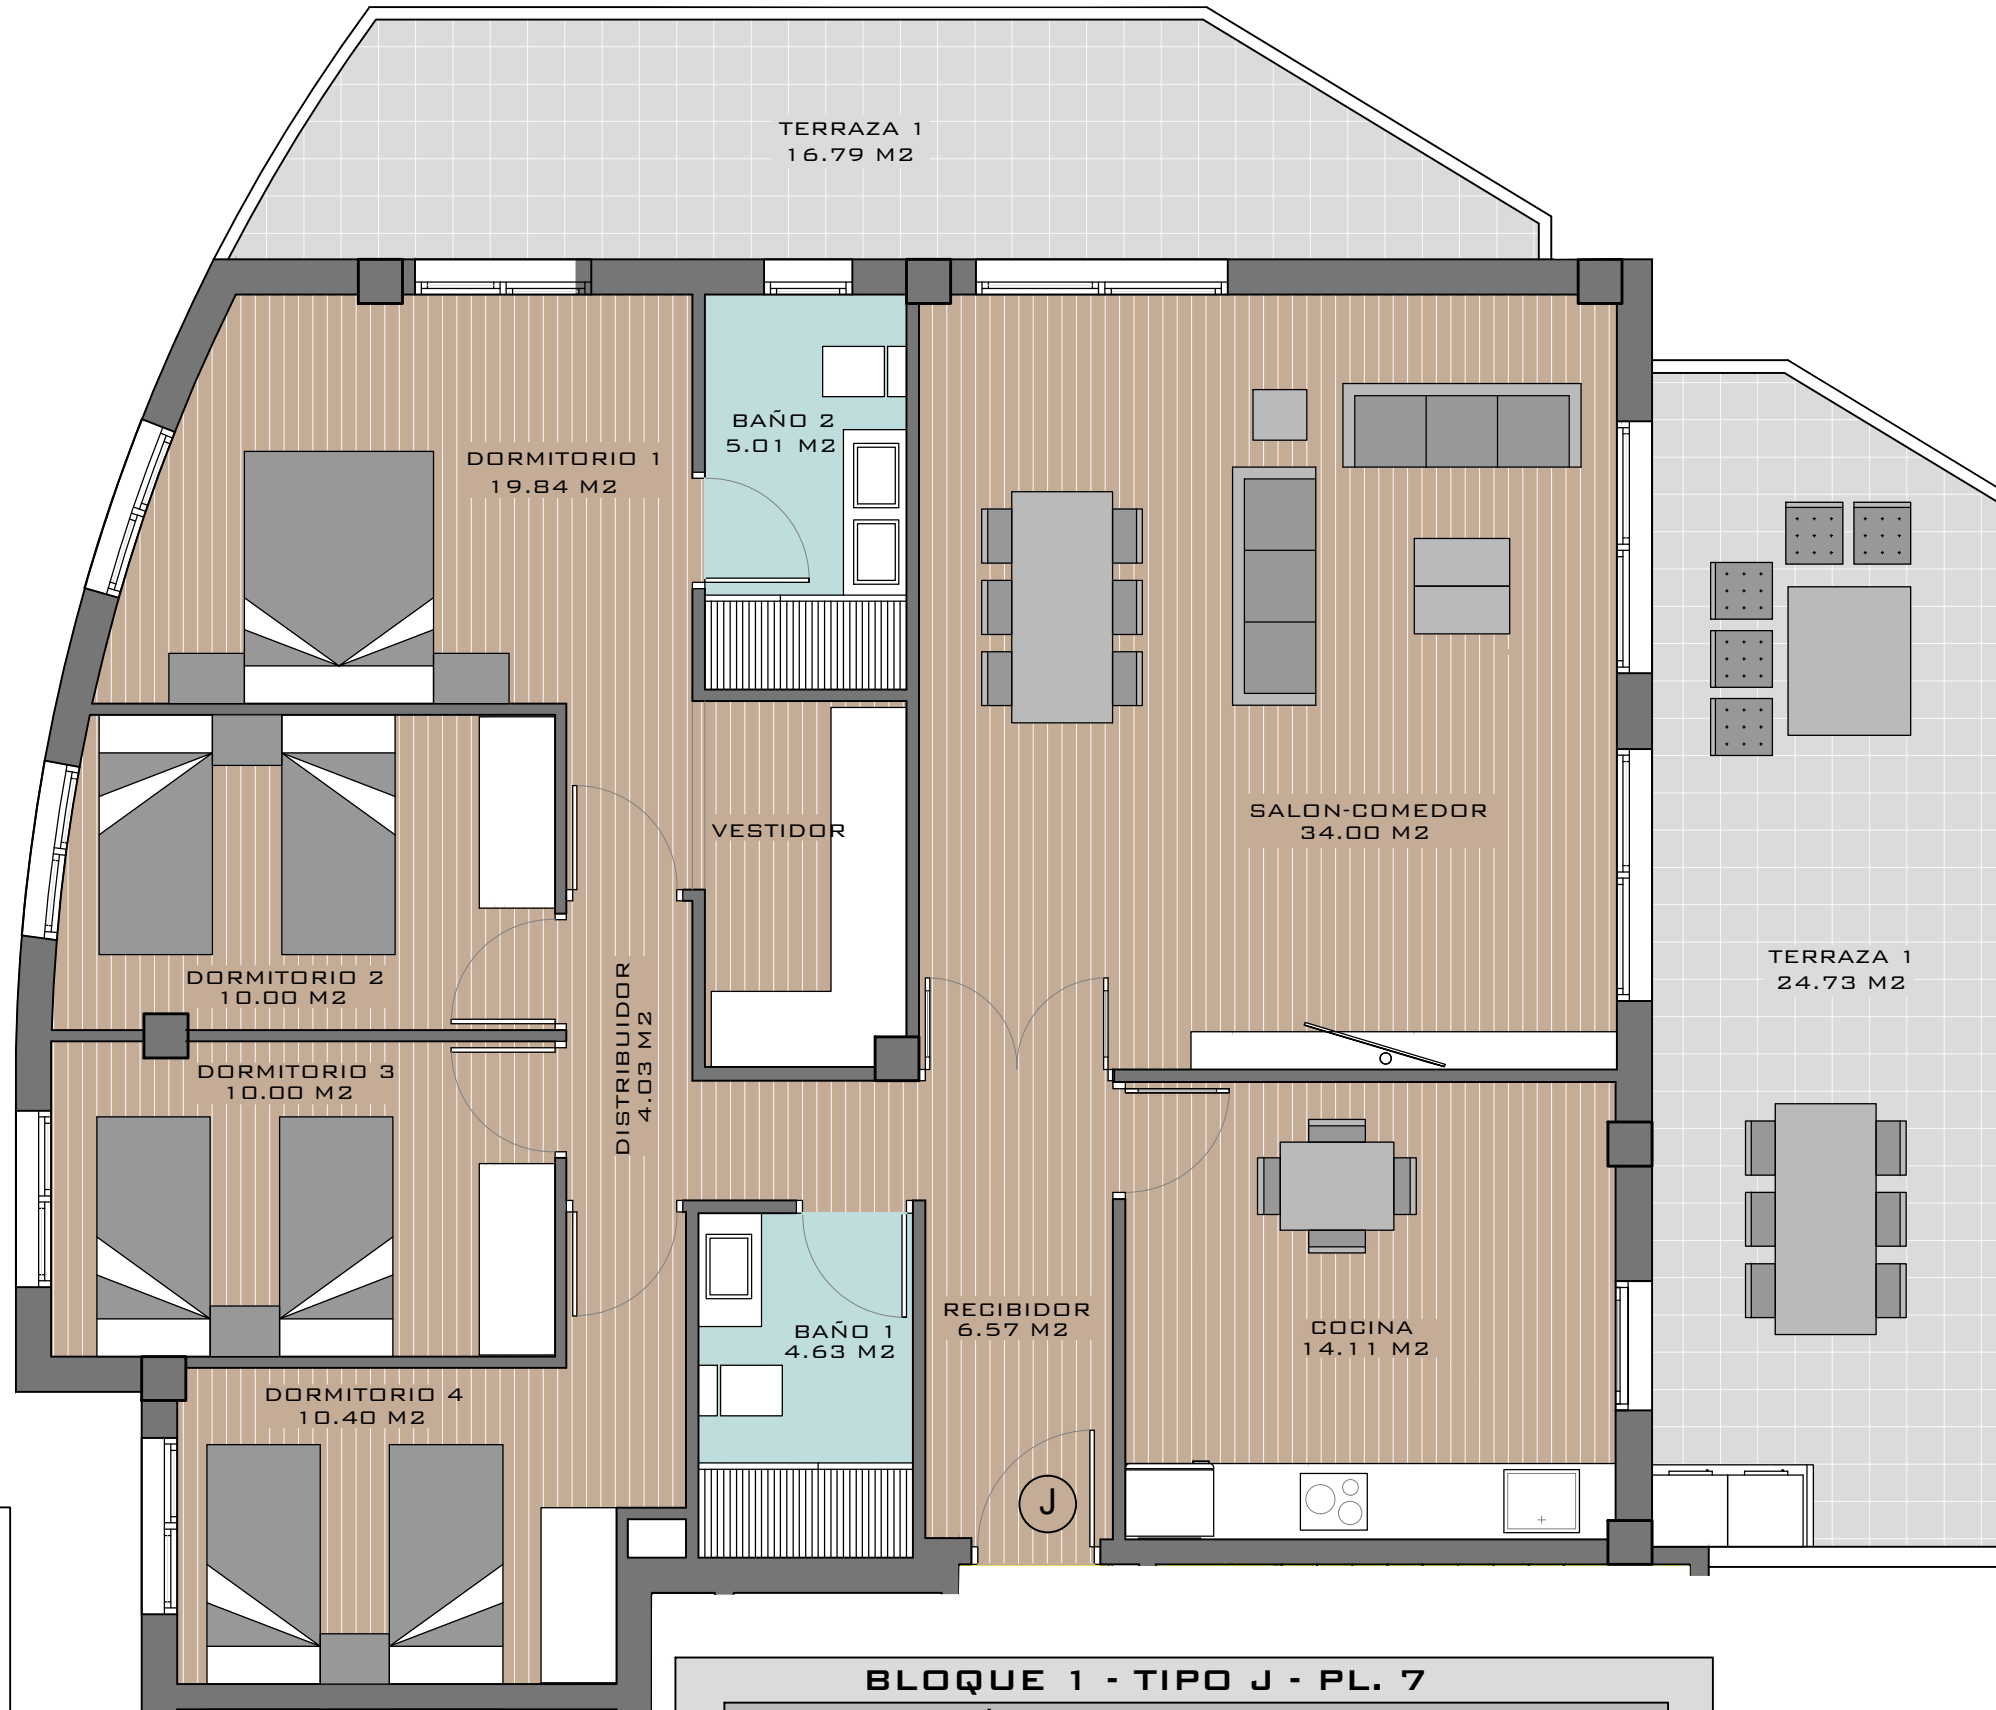 TERRAZA 1
16.79 M2
BAÑO 2
5.01 M2
DORMITORIO 1
19.84 M2
SALON-COMEDOR
34.00 M2
VESTIDOR
TERRAZA 1
24.73 M2
DORMITORIO 2
10.00 M2
DISTRIBUIDOR
4.03 M2
DORMITORIO 3
10.00 M2
RECIBIDOR
6.57 M2
COCINA
14.11 M2
BAÑO 1
4.63 M2
DORMITORIO 4
10.40 M2
J
BLOQUE 1 - TIPO J - PL. 7